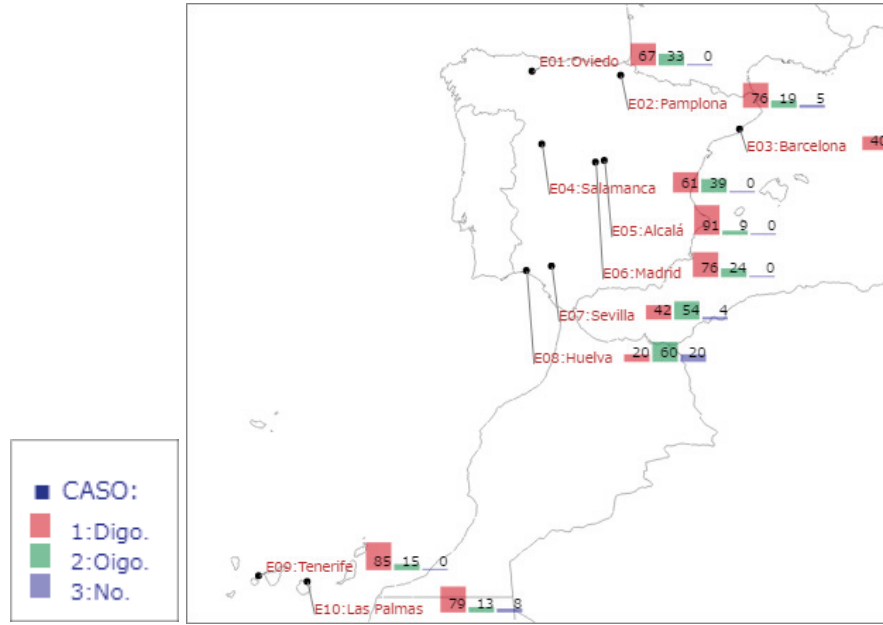 E01:Oviedo 67 33 0
E02:Pamplona 76 19 5
E03:Barcelona 40
E04:Salamanca 61 39 0
E05:Alcalá 91 9 0
E06:Madrid 76 24 0
E07:Sevilla 42 54 4
E08:Huelva 20 60 20
CASO:
1:Digo.
2:Oigo.
3:No.
E09:Tenerife 85 15 0
E10:Las Palmas 79 13 8